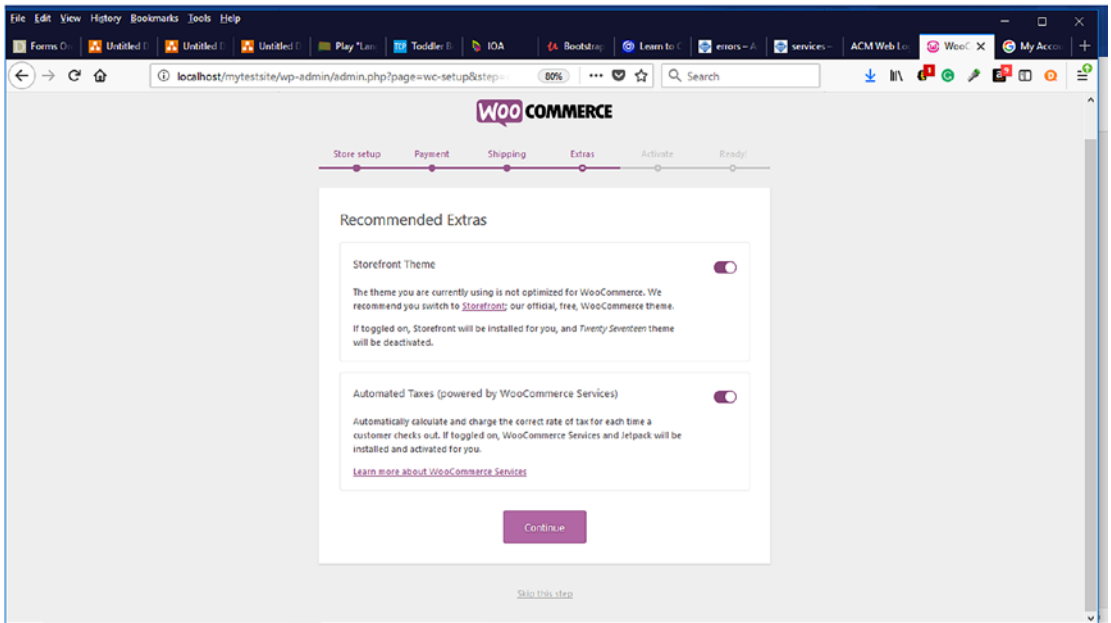 File Edit View History Bookmarks Tools Help
Forms Or Untitled D Untitled D Untitled D Play "Lan Toddler B IOA Bootstrap Learn to C errors – A services – ACM Web Lo WooC My Accou
localhost/mytestsite/wp-admin/admin.php?page=wc-setup&step= 80% Search
WOO COMMERCE
Store setup Payment Shipping Extras Activate Ready!
Recommended Extras
Storefront Theme
The theme you are currently using is not optimized for WooCommerce. We
recommend you switch to Storefront; our official, free, WooCommerce theme.
If toggled on, Storefront will be installed for you, and Twenty Seventeen theme
will be deactivated.
Automated Taxes (powered by WooCommerce Services)
Automatically calculate and charge the correct rate of tax for each time a
customer checks out. If toggled on, WooCommerce Services and Jetpack will be
installed and activated for you.
Learn more about WooCommerce Services
Continue
Skip this step